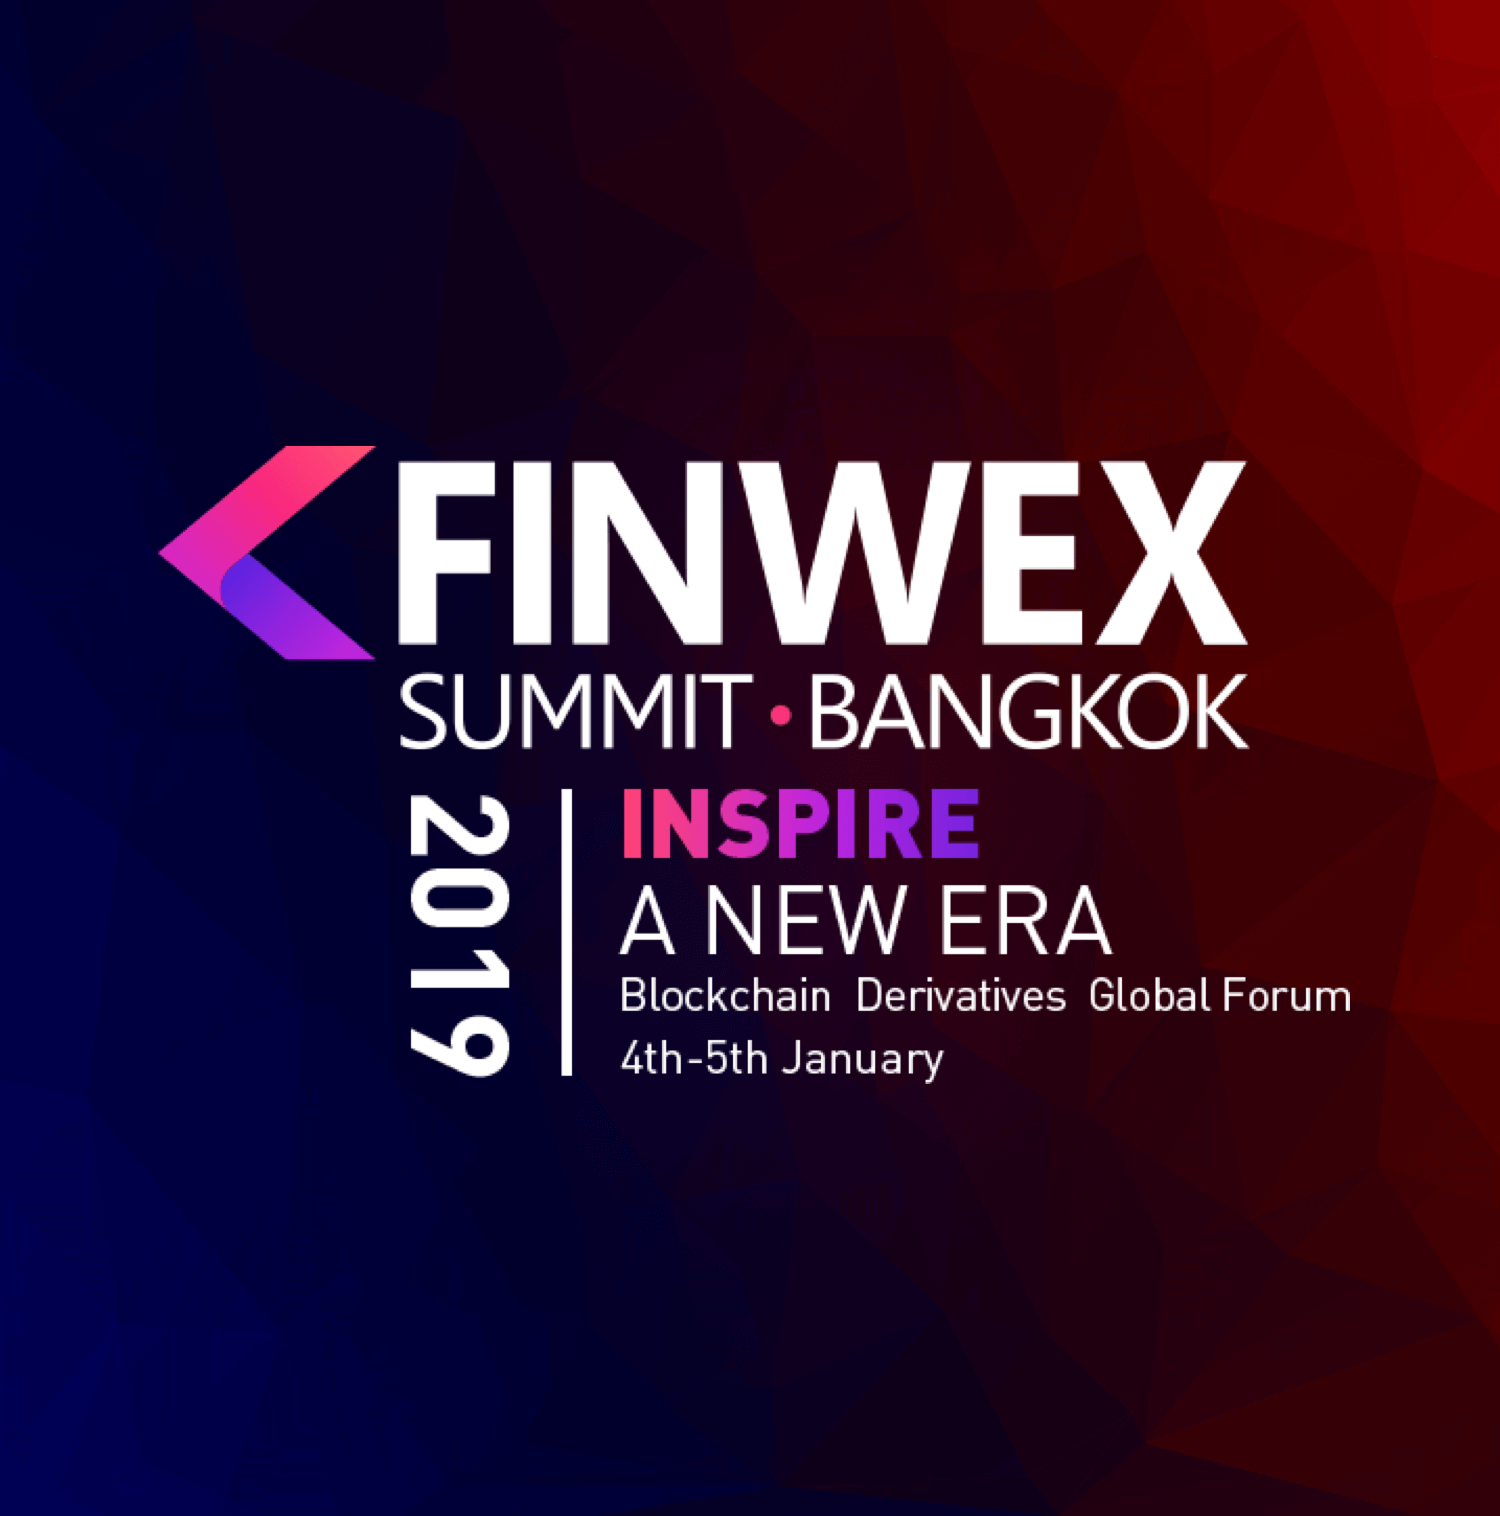 FINWEX
SUMMIT • BANGKOK
2019
INSPIRE
A NEW ERA
Blockchain Derivatives Global Forum
4th-5th January